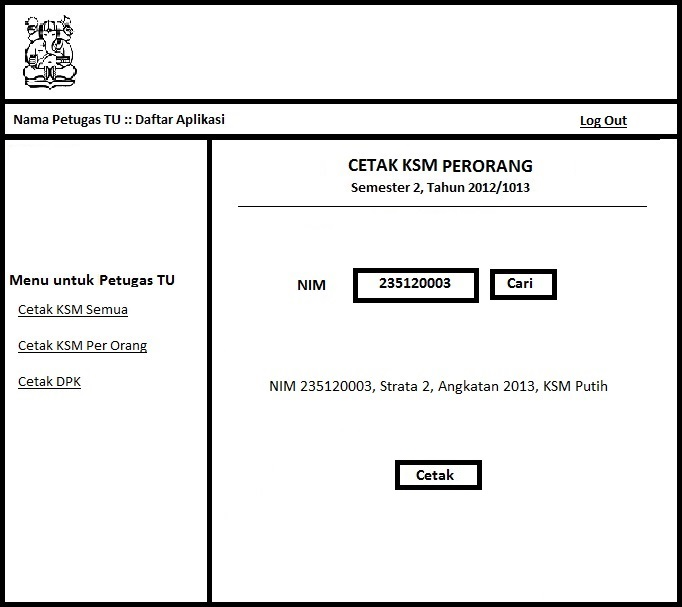 Nama Petugas TU :: Daftar Aplikasi
Log Out
Menu untuk Petugas TU
Cetak KSM Semua
Cetak KSM Per Orang
Cetak DPK
CETAK KSM PERORANG
Semester 2, Tahun 2012/1013
NIM
235120003
Cari
NIM 235120003, Strata 2, Angkatan 2013, KSM Putih
Cetak